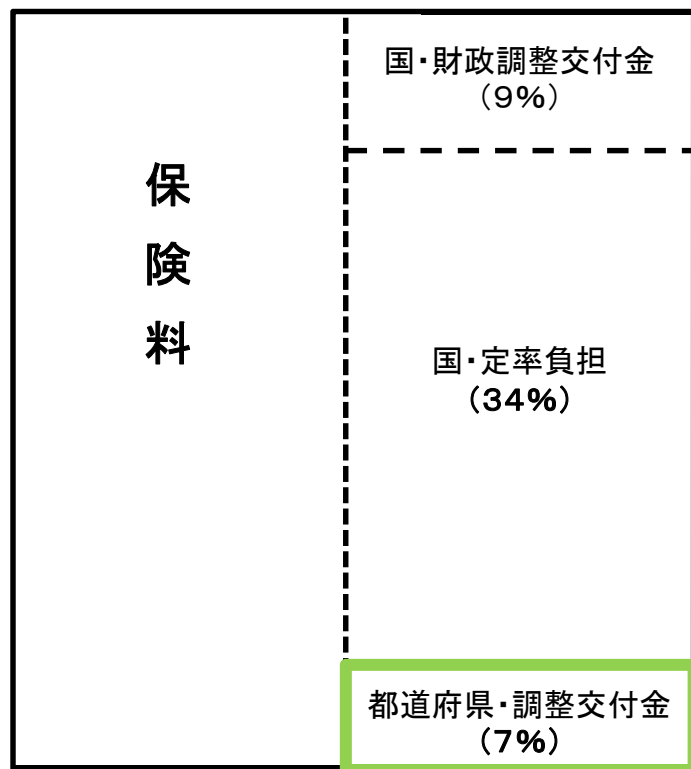 保険料
国・財政調整交付金
（９%）
国・定率負担
（34%）
都道府県・調整交付金
（7%）